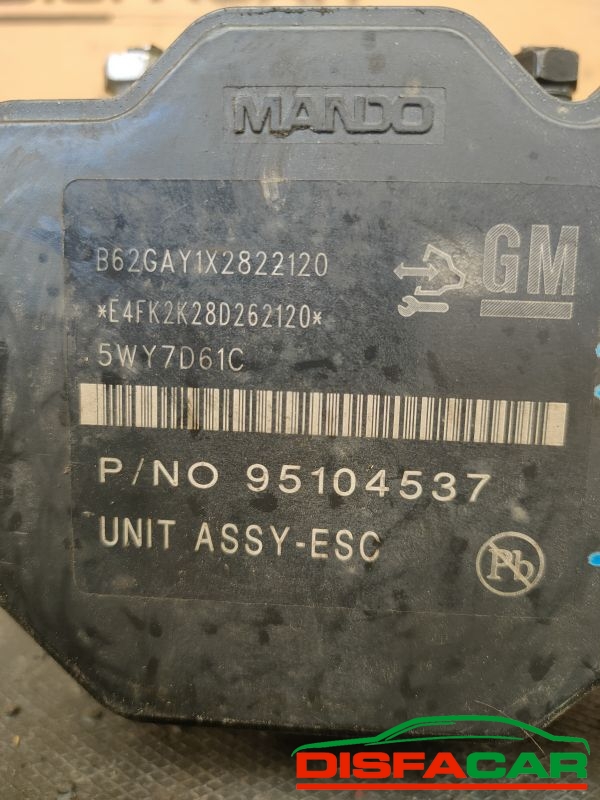 MANDO
B62GAY1X2822120
GM
*E4FK2K28D262120*
5WY7D61C
P/NO 95104537
UNIT ASSY-ESC
Pb
DISFACAR